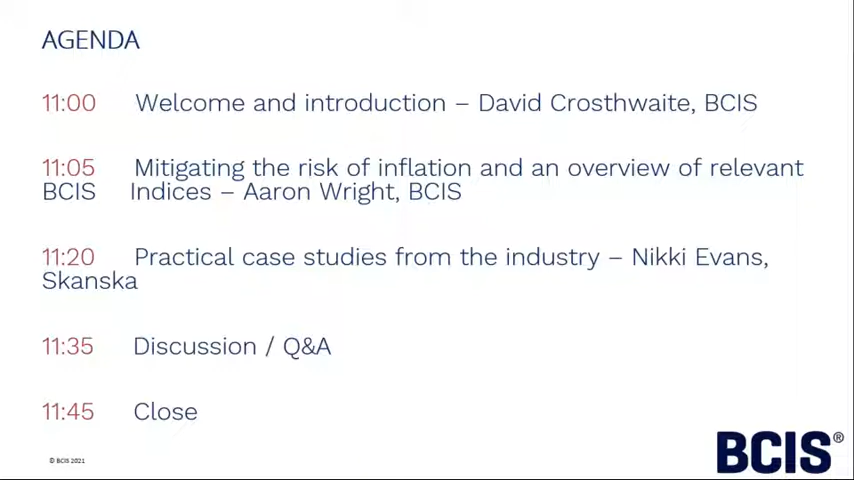 AGENDA
11:00 Welcome and introduction – David Crosthwaite, BCIS
11:05 Mitigating the risk of inflation and an overview of relevant
BCIS Indices – Aaron Wright, BCIS
11:20 Practical case studies from the industry – Nikki Evans,
Skanska
11:35 Discussion / Q&A
11:45 Close
BCIS®
© BCIS 2021